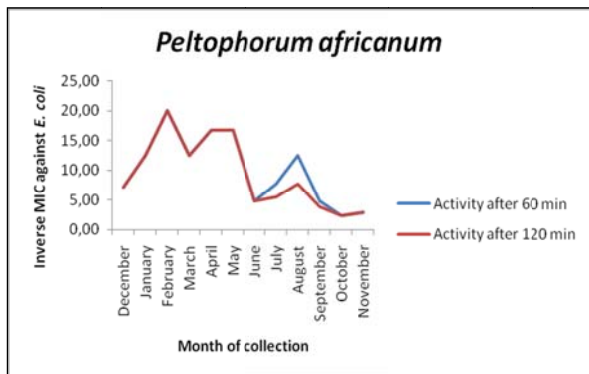 Peltophorum africanum
Inverse MIC against E. coli
25,00
20,00
15,00
10,00
5,00
0,00
December
January
February
March
April
May
June
July
August
September
October
November
Month of collection
Activity after 60 min
Activity after 120 min